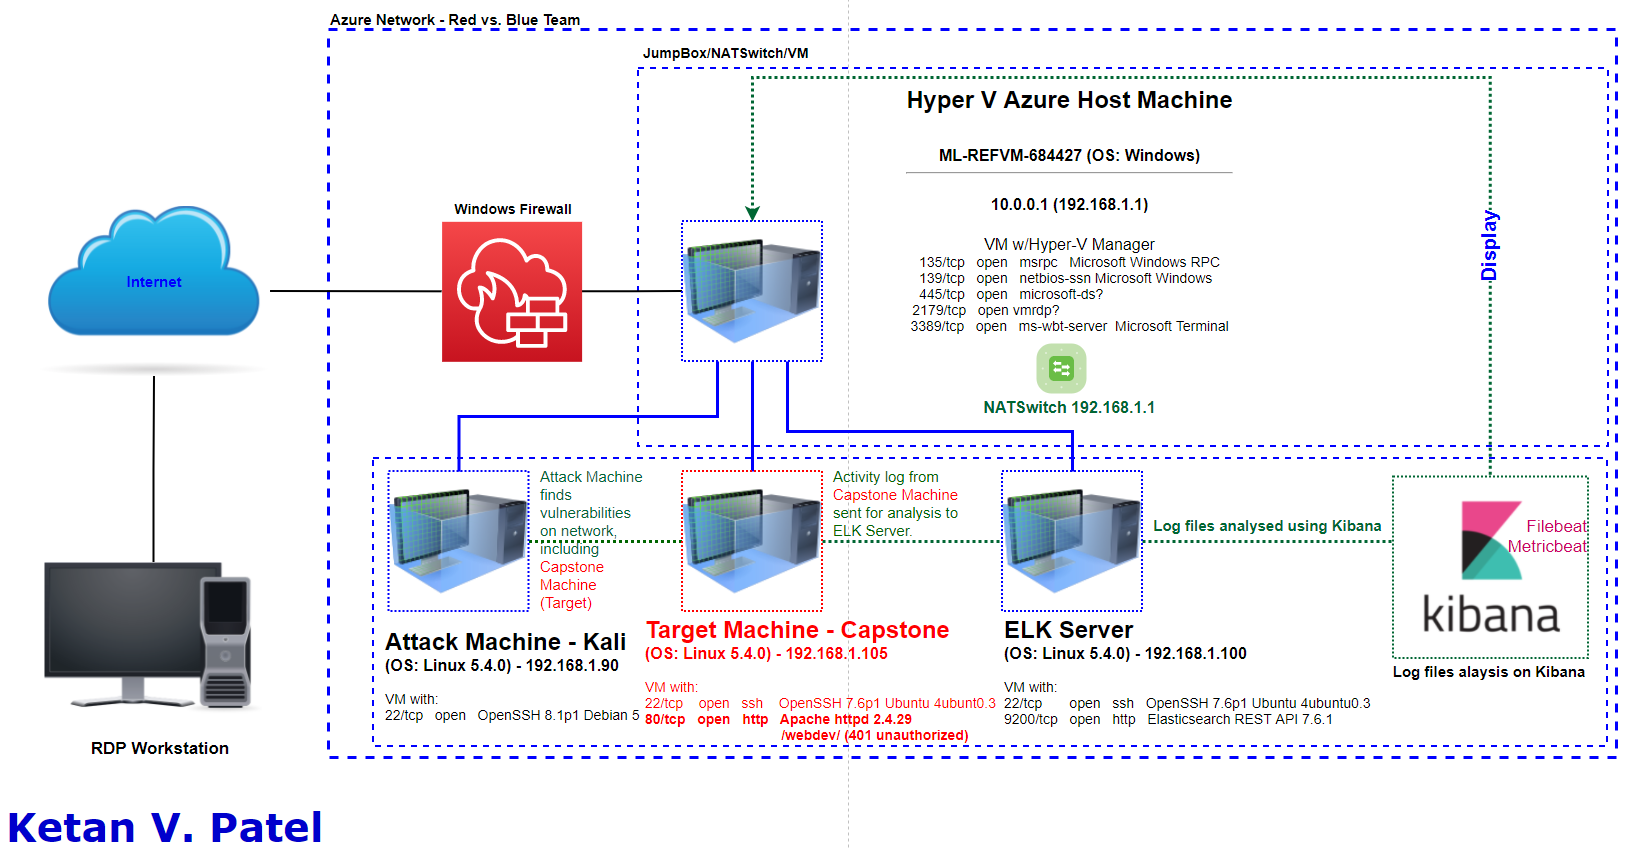 Azure Network - Red vs. Blue Team
JumpBox/NATSwitch/VM
Hyper V Azure Host Machine
ML-REFVM-684427 (OS: Windows)
10.0.0.1 (192.168.1.1)
VM w/Hyper-V Manager
135/tcp open msrpc Microsoft Windows RPC
139/tcp open netbios-ssn Microsoft Windows
445/tcp open microsoft-ds?
2179/tcp open vmrdp?
3389/tcp open ms-wbt-server Microsoft Terminal
NATSwitch 192.168.1.1
Display
Windows Firewall
Internet
RDP Workstation
Attack Machine
finds
vulnerabilities
on network,
including
Capstone
Machine
(Target)
Activity log from
Capstone Machine
sent for analysis to
ELK Server.
Log files analysed using Kibana
Filebeat
Metricbeat
kibana
Log files alaysis on Kibana
Attack Machine - Kali
(OS: Linux 5.4.0) - 192.168.1.90
VM with:
22/tcp open OpenSSH 8.1p1 Debian 5
Target Machine - Capstone
(OS: Linux 5.4.0) - 192.168.1.105
VM with:
22/tcp open ssh OpenSSH 7.6p1 Ubuntu 4ubunt0.3
80/tcp open http Apache httpd 2.4.29
/webdev/ (401 unauthorized)
ELK Server
(OS: Linux 5.4.0) - 192.168.1.100
VM with:
22/tcp open ssh OpenSSH 7.6p1 Ubuntu 4ubuntu0.3
9200/tcp open http Elasticsearch REST API 7.6.1
Ketan V. Patel